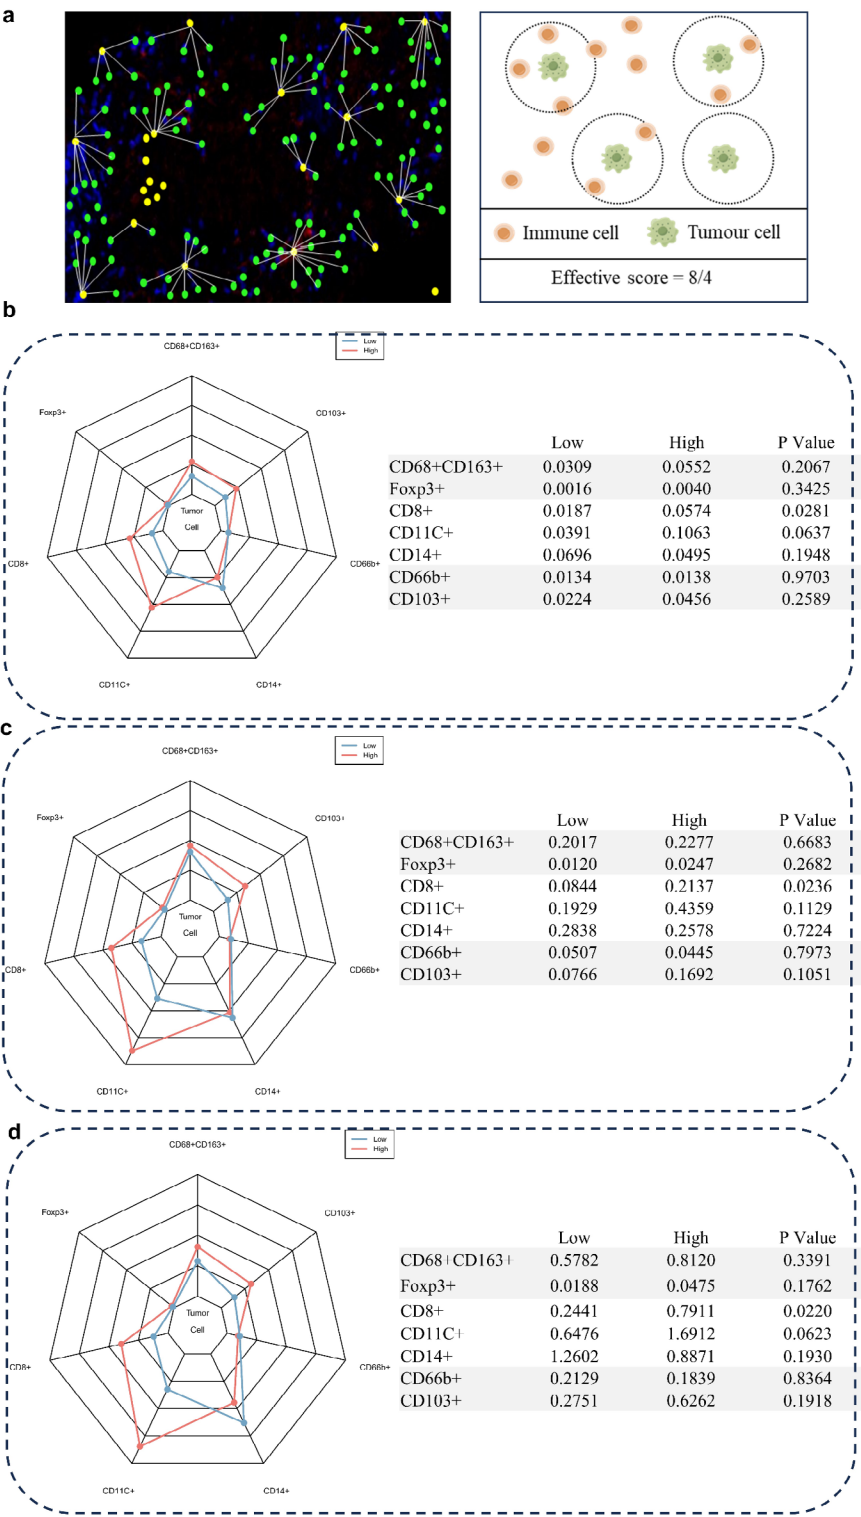 a
Immune cell
Tumour cell
Effective score = 8/4
b
CD68+CD163+
Low
High
Foxp3+
CD103+
Tumor
Cell
CD8+
CD66b+
CD11C+
CD14+
Low High P Value
CD68+CD163+ 0.0309 0.0552 0.2067
Foxp3+ 0.0016 0.0040 0.3425
CD8+ 0.0187 0.0574 0.0281
CD11C+ 0.0391 0.1063 0.0637
CD14+ 0.0696 0.0495 0.1948
CD66b+ 0.0134 0.0138 0.9703
CD103+ 0.0224 0.0456 0.2589
c
CD68+CD163+
Low
High
Foxp3+
CD103+
Tumor
Cell
CD8+
CD66b+
CD11C+
CD14+
Low High P Value
CD68+CD163+ 0.2017 0.2277 0.6683
Foxp3+ 0.0120 0.0247 0.2682
CD8+ 0.0844 0.2137 0.0236
CD11C+ 0.1929 0.4359 0.1129
CD14+ 0.2838 0.2578 0.7224
CD66b+ 0.0507 0.0445 0.7973
CD103+ 0.0766 0.1692 0.1051
d
CD68+CD163+
Low
High
Foxp3+
CD103+
Tumor
Cell
CD8+
CD66b+
CD11C+
CD14+
Low High P Value
CD68+CD163+ 0.5782 0.8120 0.3391
Foxp3+ 0.0188 0.0475 0.1762
CD8+ 0.2441 0.7911 0.0220
CD11C+ 0.6476 1.6912 0.0623
CD14+ 1.2602 0.8871 0.1930
CD66b+ 0.2129 0.1839 0.8364
CD103+ 0.2751 0.6262 0.1918